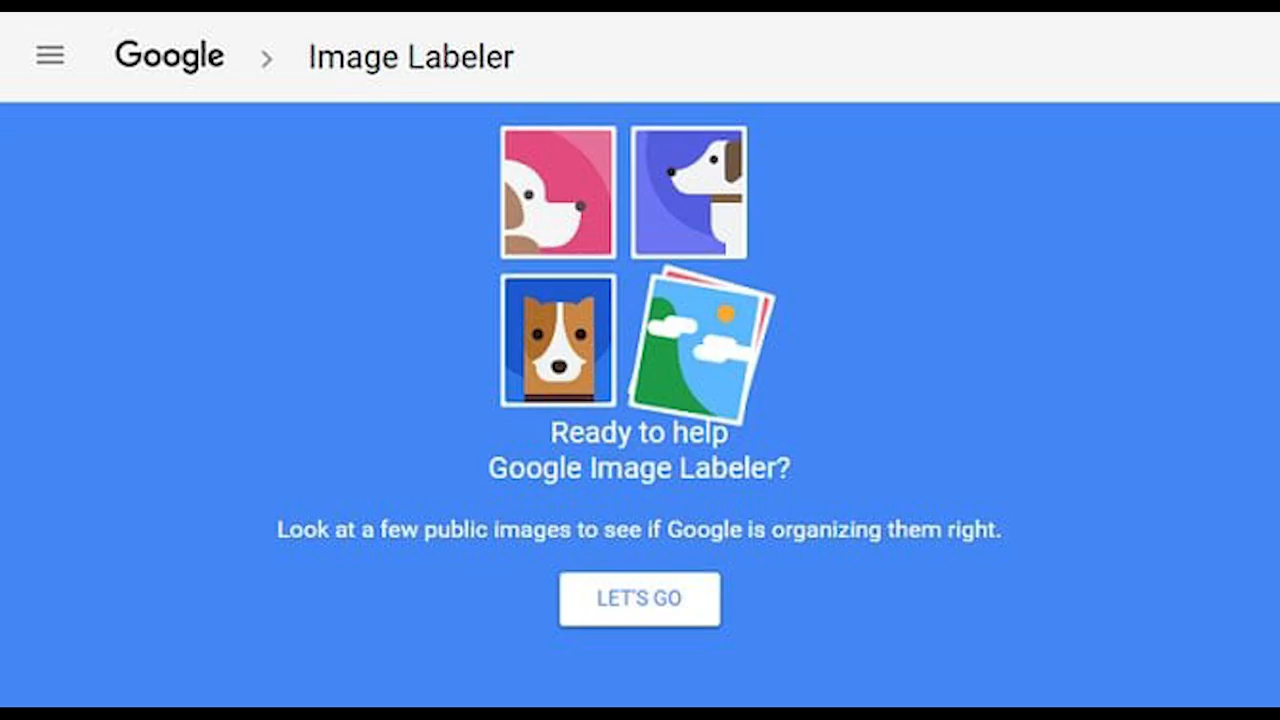 Google > Image Labeler
Ready to help
Google Image Labeler?
Look at a few public images to see if Google is organizing them right.
LET'S GO